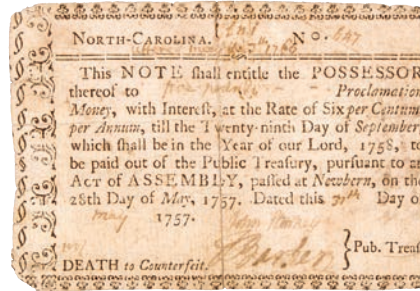 NORTH-CAROLINA. No. 647
This NOTE ſhall entitle the POSSESSOR
thereof to Proclamation
Money, with Intereſt, at the Rate of Six per Centum
per Annum, till the Twenty-ninth Day of September
which ſhall be in the Year of our Lord, 1758, to
be paid out of the Public Treaſury, purſuant to an
ACT of ASSEMBLY, paſſed at Newbern, on the
28th Day of May, 1757. Dated this Day o
may 1757.
Pub. Treaſ
DEATH to Counterfeit.